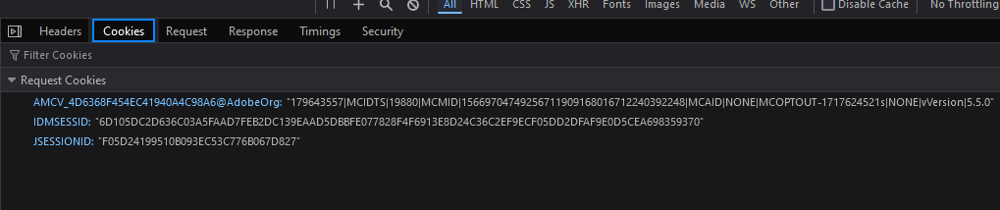 All HTML CSS JS XHR Fonts Images Media WS Other Disable Cache No Throttling
Headers Cookies Request Response Timings Security
Filter Cookies
Request Cookies
AMCV_4D6368F454EC41940A4C98A6@AdobeOrg: "179643557|MCIDTS|19880|MCMID|15669704749256711909168016712240392248|MCAID|NONE|MCOPTOUT-1717624521s|NONE|vVersion|5.5.0"
IDMSESSID: "6D105DC2D636C03A5FAAD7FEB2DC139EAAD5DBBFE077828F4F6913E8D24C36C2EF9ECF05DD2DFAF9E0D5CEA698359370"
JSESSIONID: "F05D24199510B093EC53C776B067D827"